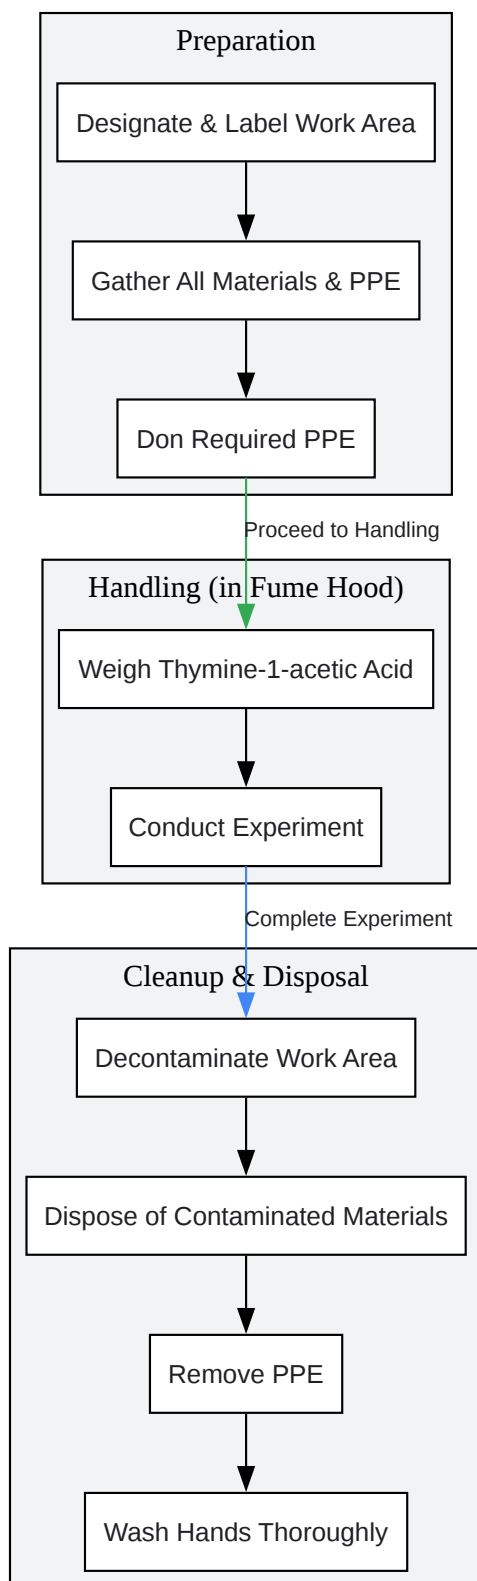 Preparation
Designate & Label Work Area
Gather All Materials & PPE
Don Required PPE
Proceed to Handling
Handling (in Fume Hood)
Weigh Thymine-1-acetic Acid
Conduct Experiment
Complete Experiment
Cleanup & Disposal
Decontaminate Work Area
Dispose of Contaminated Materials
Remove PPE
Wash Hands Thoroughly